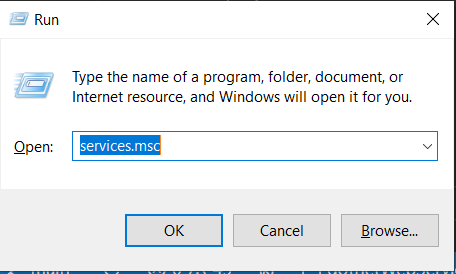 Run
Type the name of a program, folder, document, or
Internet resource, and Windows will open it for you.
Open: services.msc
OK Cancel Browse...